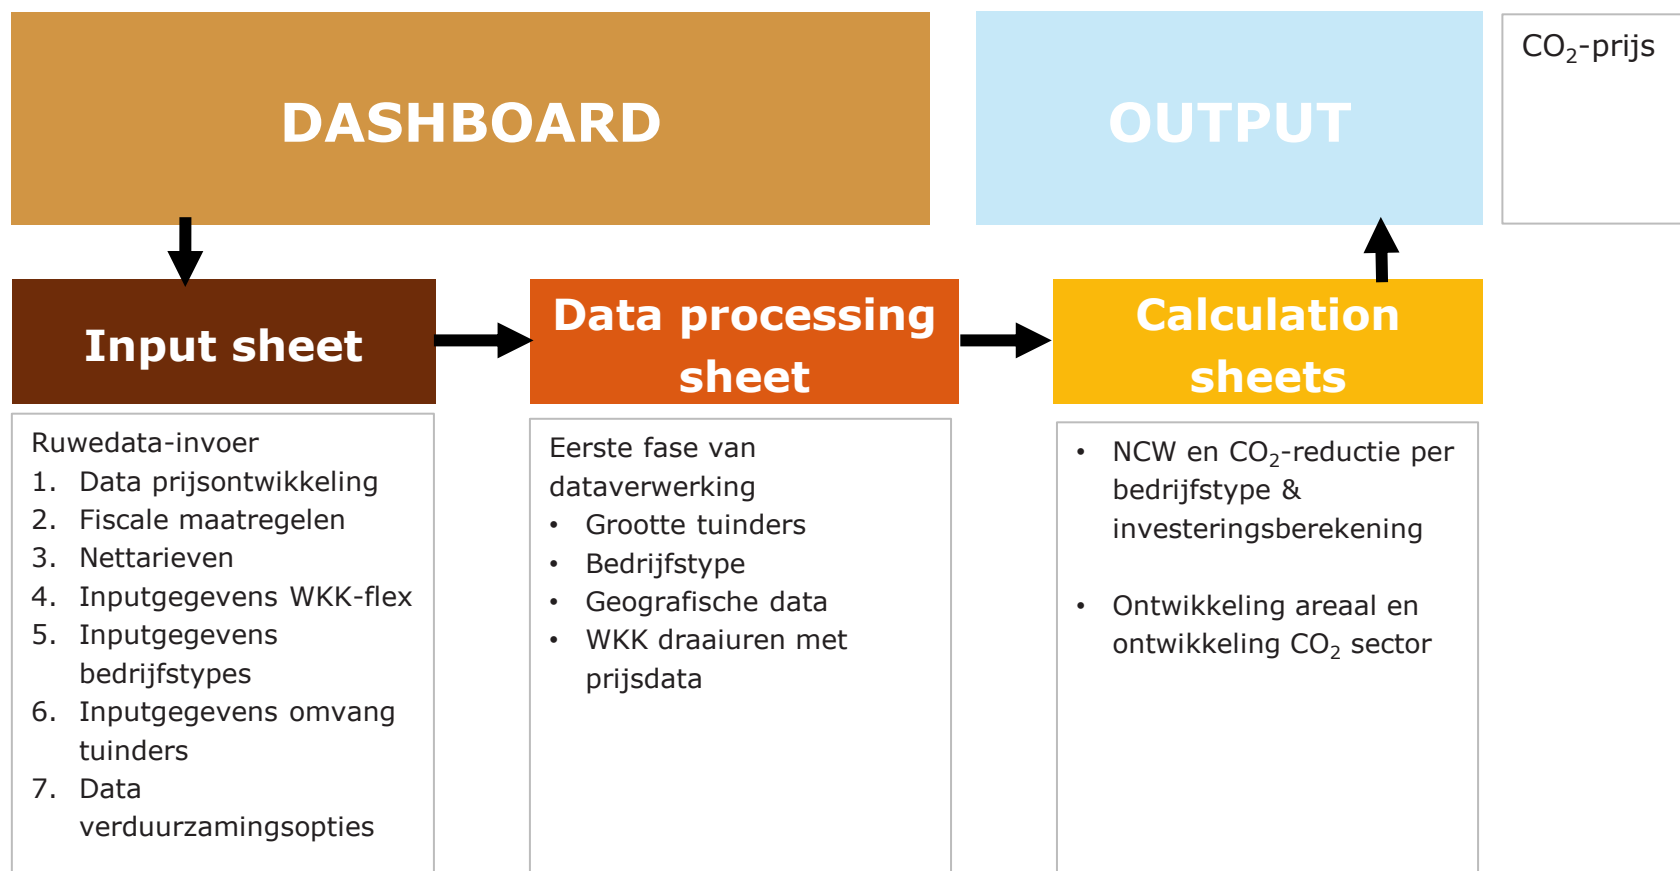 DASHBOARD
OUTPUT
CO₂-prijs
Input sheet
Data processing
sheet
Calculation
sheets
Ruwedata-invoer
1. Data prijsontwikkeling
2. Fiscale maatregelen
3. Nettarieven
4. Inputgegevens WKK-flex
5. Inputgegevens
bedrijfstypes
6. Inputgegevens omvang
tuinders
7. Data
verduurzamingsopties
Eerste fase van
dataverwerking
• Grootte tuinders
• Bedrijfstype
• Geografische data
• WKK draaiuren met
prijsdata
• NCW en CO₂-reductie per
bedrijfstype &
investeringsberekening
• Ontwikkeling areaal en
ontwikkeling CO₂ sector